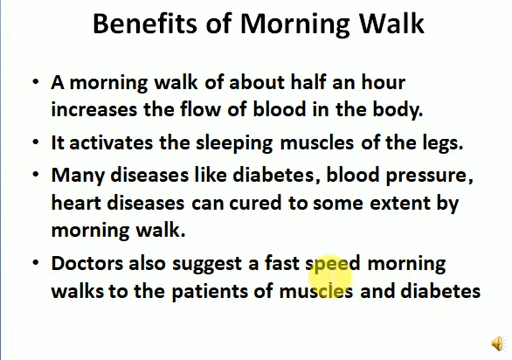 Benefits of Morning Walk
• A morning walk of about half an hour
increases the flow of blood in the body.
• It activates the sleeping muscles of the legs.
• Many diseases like diabetes, blood pressure,
heart diseases can cured to some extent by
morning walk.
• Doctors also suggest a fast speed morning
walks to the patients of muscles and diabetes